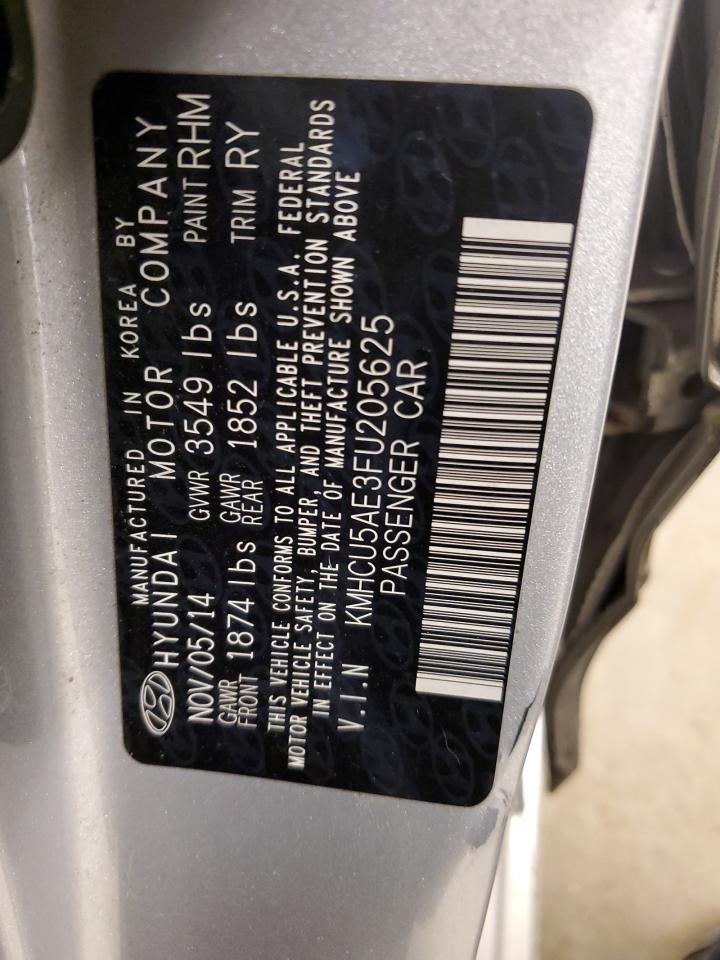 MANUFACTURED IN KOREA BY
HYUNDAI MOTOR COMPANY
NOV/05/14 GVWR 3549 lbs PAINT RHM
GAWR FRONT 1874 lbs GAWR REAR 1852 lbs TRIM RY
THIS VEHICLE CONFORMS TO ALL APPLICABLE U.S.A. FEDERAL
MOTOR VEHICLE SAFETY, BUMPER, AND THEFT PREVENTION STANDARDS
IN EFFECT ON THE DATE OF MANUFACTURE SHOWN ABOVE
V.I.N KMHCU5AE3FU205625
PASSENGER CAR